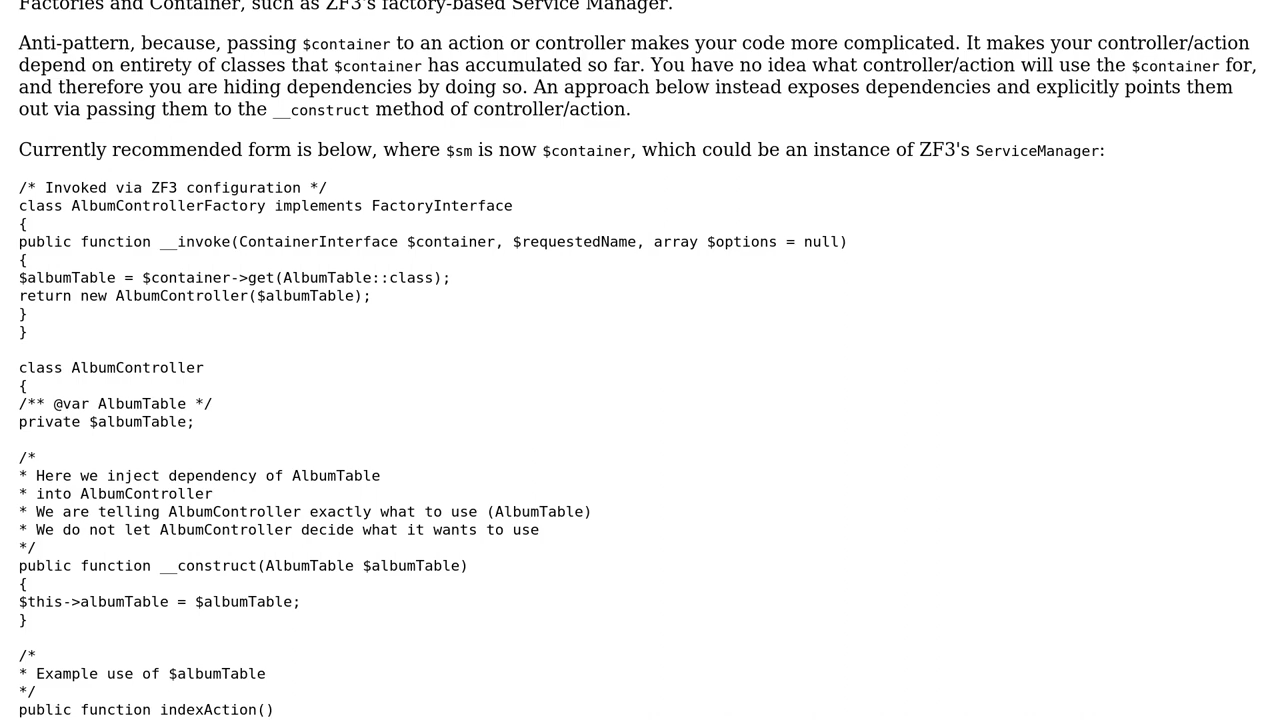 Factories and Container, such as ZF3's factory-based Service Manager.
Anti-pattern, because, passing $container to an action or controller makes your code more complicated. It makes your controller/action
depend on entirety of classes that $container has accumulated so far. You have no idea what controller/action will use the $container for,
and therefore you are hiding dependencies by doing so. An approach below instead exposes dependencies and explicitly points them
out via passing them to the __construct method of controller/action.
Currently recommended form is below, where $sm is now $container, which could be an instance of ZF3's ServiceManager:
/* Invoked via ZF3 configuration */
class AlbumControllerFactory implements FactoryInterface
{
public function __invoke(ContainerInterface $container, $requestedName, array $options = null)
{
$albumTable = $container->get(AlbumTable::class);
return new AlbumController($albumTable);
}
}
class AlbumController
{
/** @var AlbumTable */
private $albumTable;
/*
* Here we inject dependency of AlbumTable
* into AlbumController
* We are telling AlbumController exactly what to use (AlbumTable)
* We do not let AlbumController decide what it wants to use
*/
public function __construct(AlbumTable $albumTable)
{
$this->albumTable = $albumTable;
}
/*
* Example use of $albumTable
*/
public function indexAction()